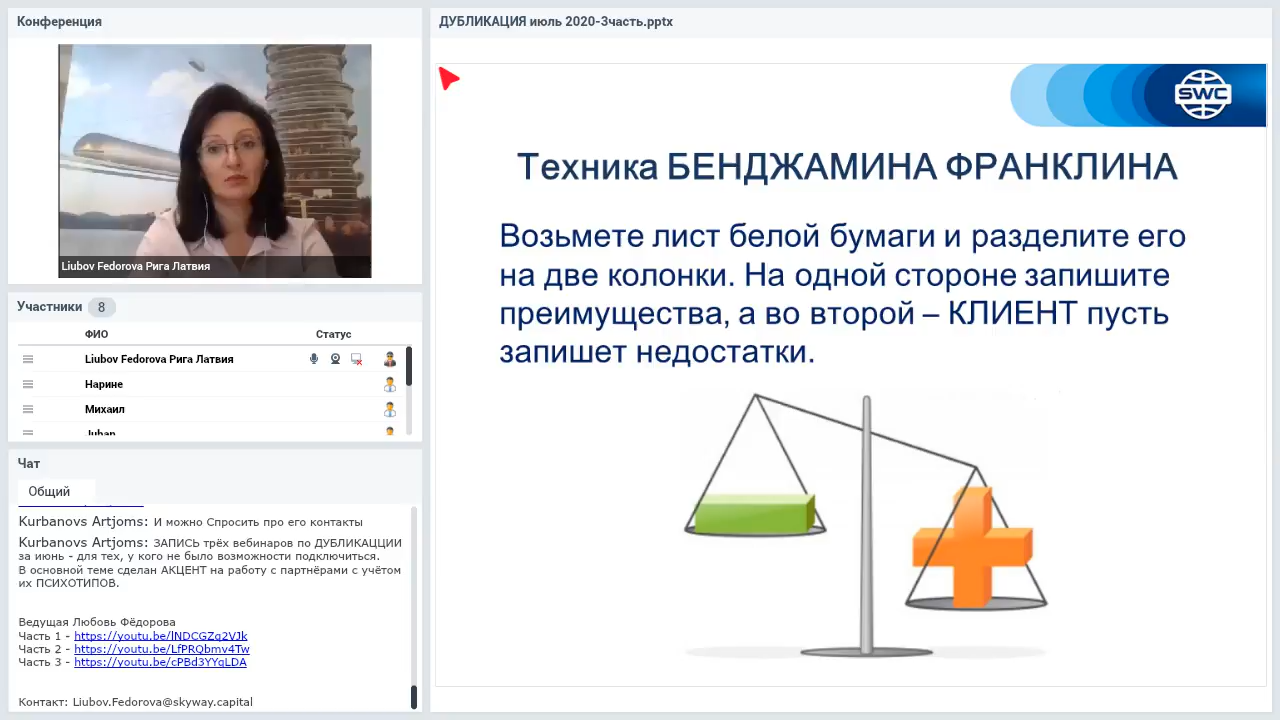 Конференция
Liubov Fedorova Рига Латвия
Участники 8
ФИО Статус
Liubov Fedorova Рига Латвия
Нарине
Михаил
Чат
Общий
Kurbanovs Artjoms: И можно Спросить про его контакты
Kurbanovs Artjoms: ЗАПИСЬ трёх вебинаров по ДУБЛИКАЦЦИИ
за июнь - для тех, у кого не было возможности подключиться.
В основной теме сделан АКЦЕНТ на работу с партнёрами с учётом
их ПСИХОТИПОВ.
Ведущая Любовь Фёдорова
Часть 1 - https://youtu.be/lNDCGZq2VJk
Часть 2 - https://youtu.be/LfPRQbmv4Tw
Часть 3 - https://youtu.be/cPBd3YYqLDA
Контакт: Liubov.Fedorova@skyway.capital
ДУБЛИКАЦИЯ июль 2020-3часть.pptx
SWC
Техника БЕНДЖАМИНА ФРАНКЛИНА
Возьмете лист белой бумаги и разделите его
на две колонки. На одной стороне запишите
преимущества, а во второй – КЛИЕНТ пусть
запишет недостатки.